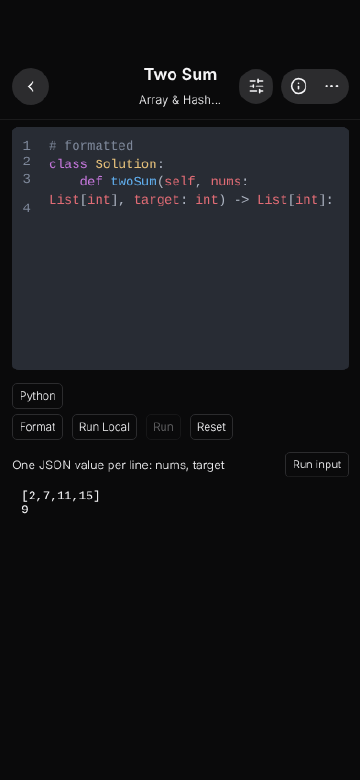 Two Sum
Array & Hash...
1 # formatted
2 class Solution:
3 def twoSum(self, nums:
List[int], target: int) -> List[int]:
4
Python
Format Run Local Run Reset
One JSON value per line: nums, target Run input
[2,7,11,15]
9